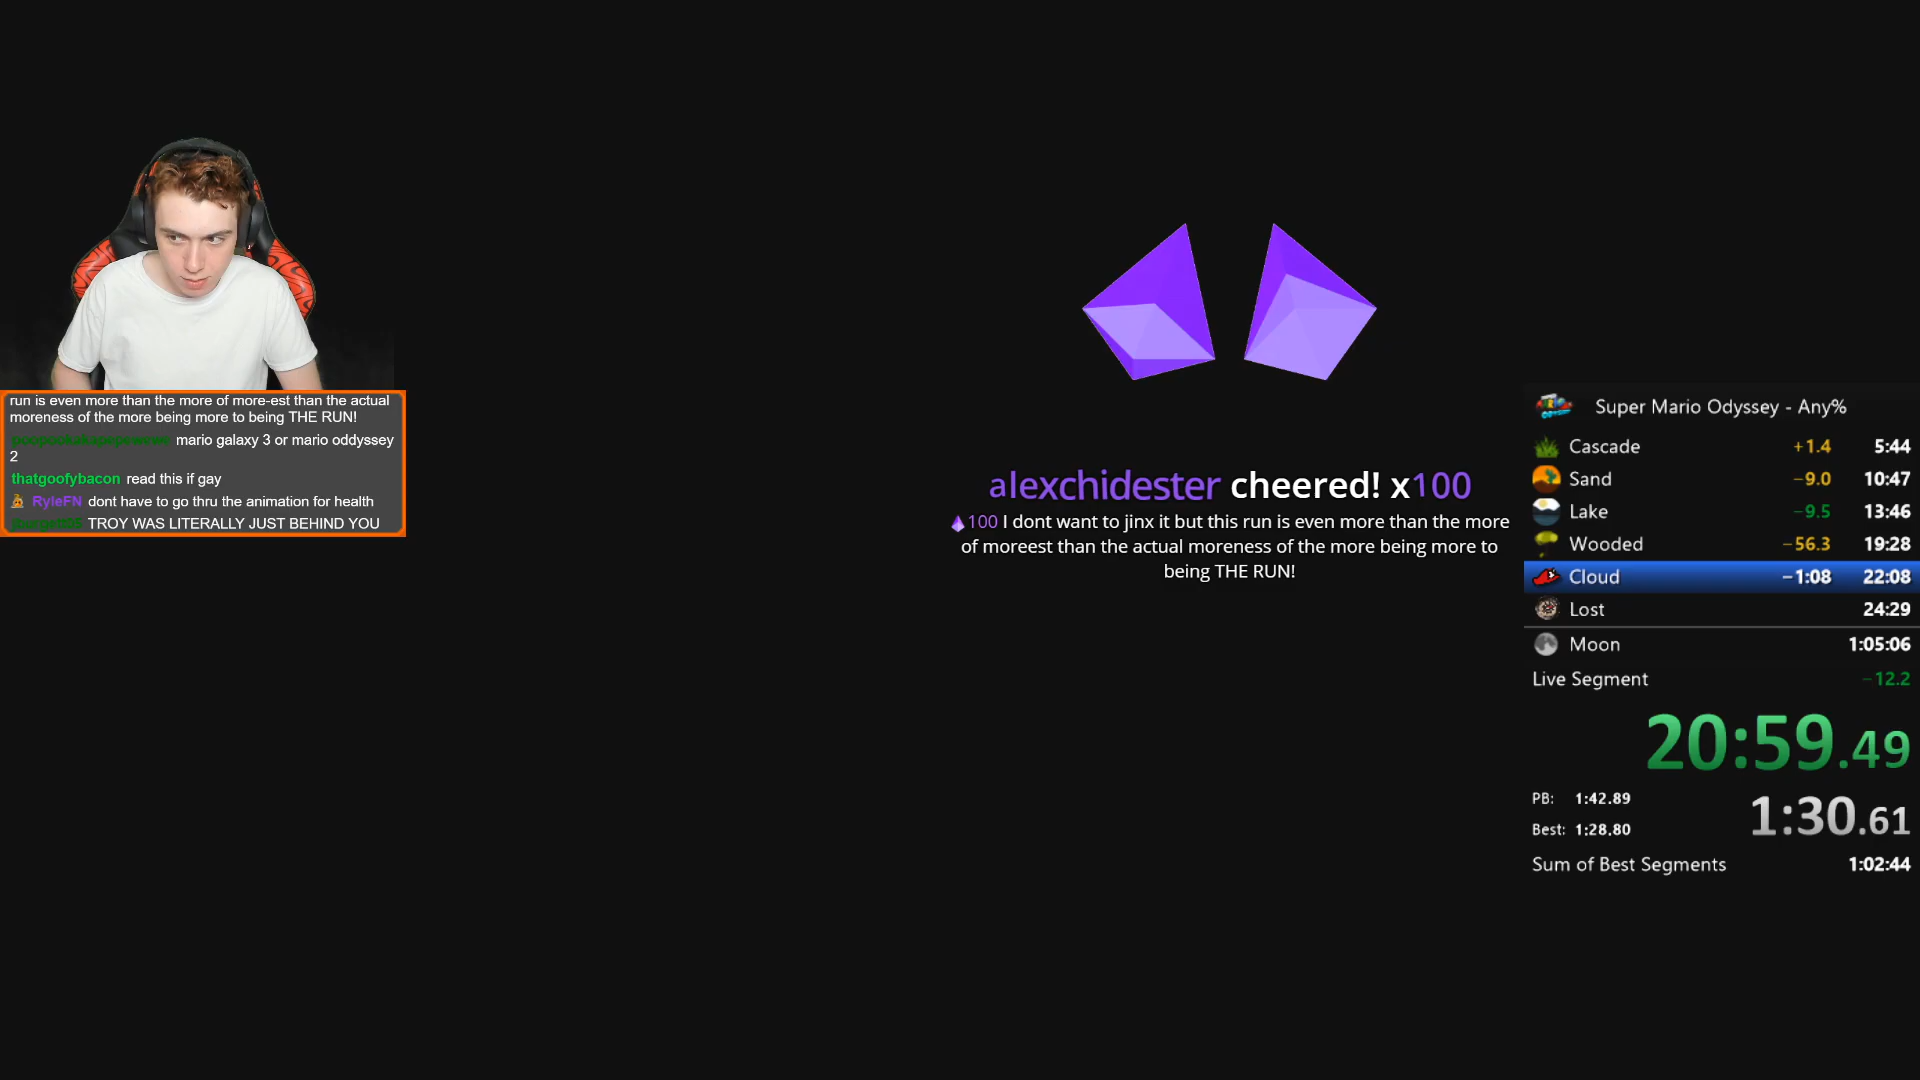 run is even more than the more of more-est than the actual
moreness of the more being more to being THE RUN!
mario galaxy 3 or mario oddyssey
2
thatgoofybacon read this if gay
RyleFN dont have to go thru the animation for health
TROY WAS LITERALLY JUST BEHIND YOU
alexchidester cheered! x100
100 I dont want to jinx it but this run is even more than the more
of moreest than the actual moreness of the more being more to
being THE RUN!
Super Mario Odyssey - Any%
Cascade +1.4 5:44
Sand −9.0 10:47
Lake −9.5 13:46
Wooded −56.3 19:28
Cloud −1:08 22:08
Lost 24:29
Moon 1:05:06
Live Segment −12.2
20:59.49
PB: 1:42.89
1:30.61
Best: 1:28.80
Sum of Best Segments 1:02:44